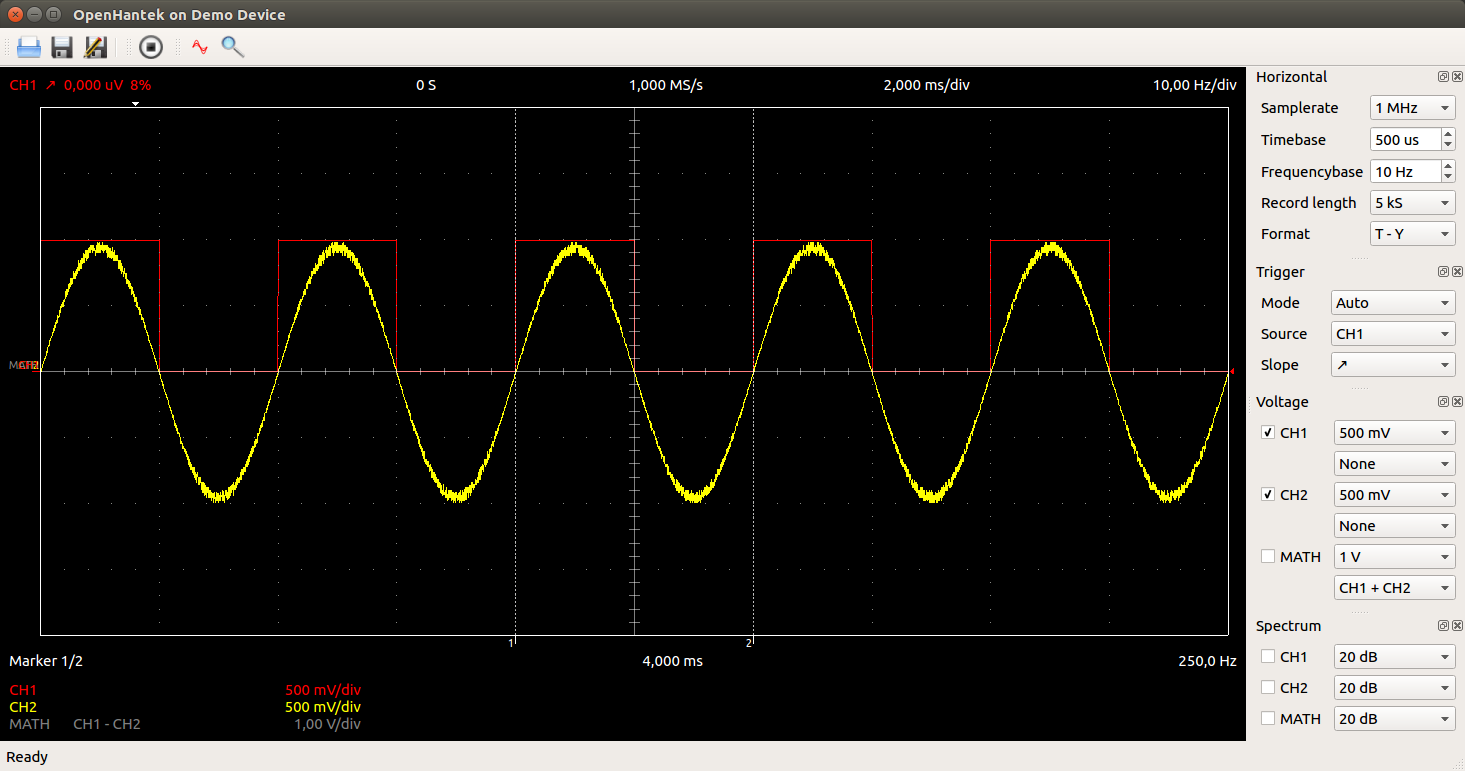 OpenHantek on Demo Device
CH1 ↗ 0,000 uV 8% 0 S 1,000 MS/s 2,000 ms/div 10,00 Hz/div
1 2
Marker 1/2 4,000 ms 250,0 Hz
CH1 500 mV/div
CH2 500 mV/div
MATH CH1 - CH2 1,00 V/div
Ready
Horizontal
Samplerate 1 MHz
Timebase 500 us
Frequencybase 10 Hz
Record length 5 kS
Format T - Y
Trigger
Mode Auto
Source CH1
Slope ↗
Voltage
CH1 500 mV
None
CH2 500 mV
None
MATH 1 V
CH1 + CH2
Spectrum
CH1 20 dB
CH2 20 dB
MATH 20 dB